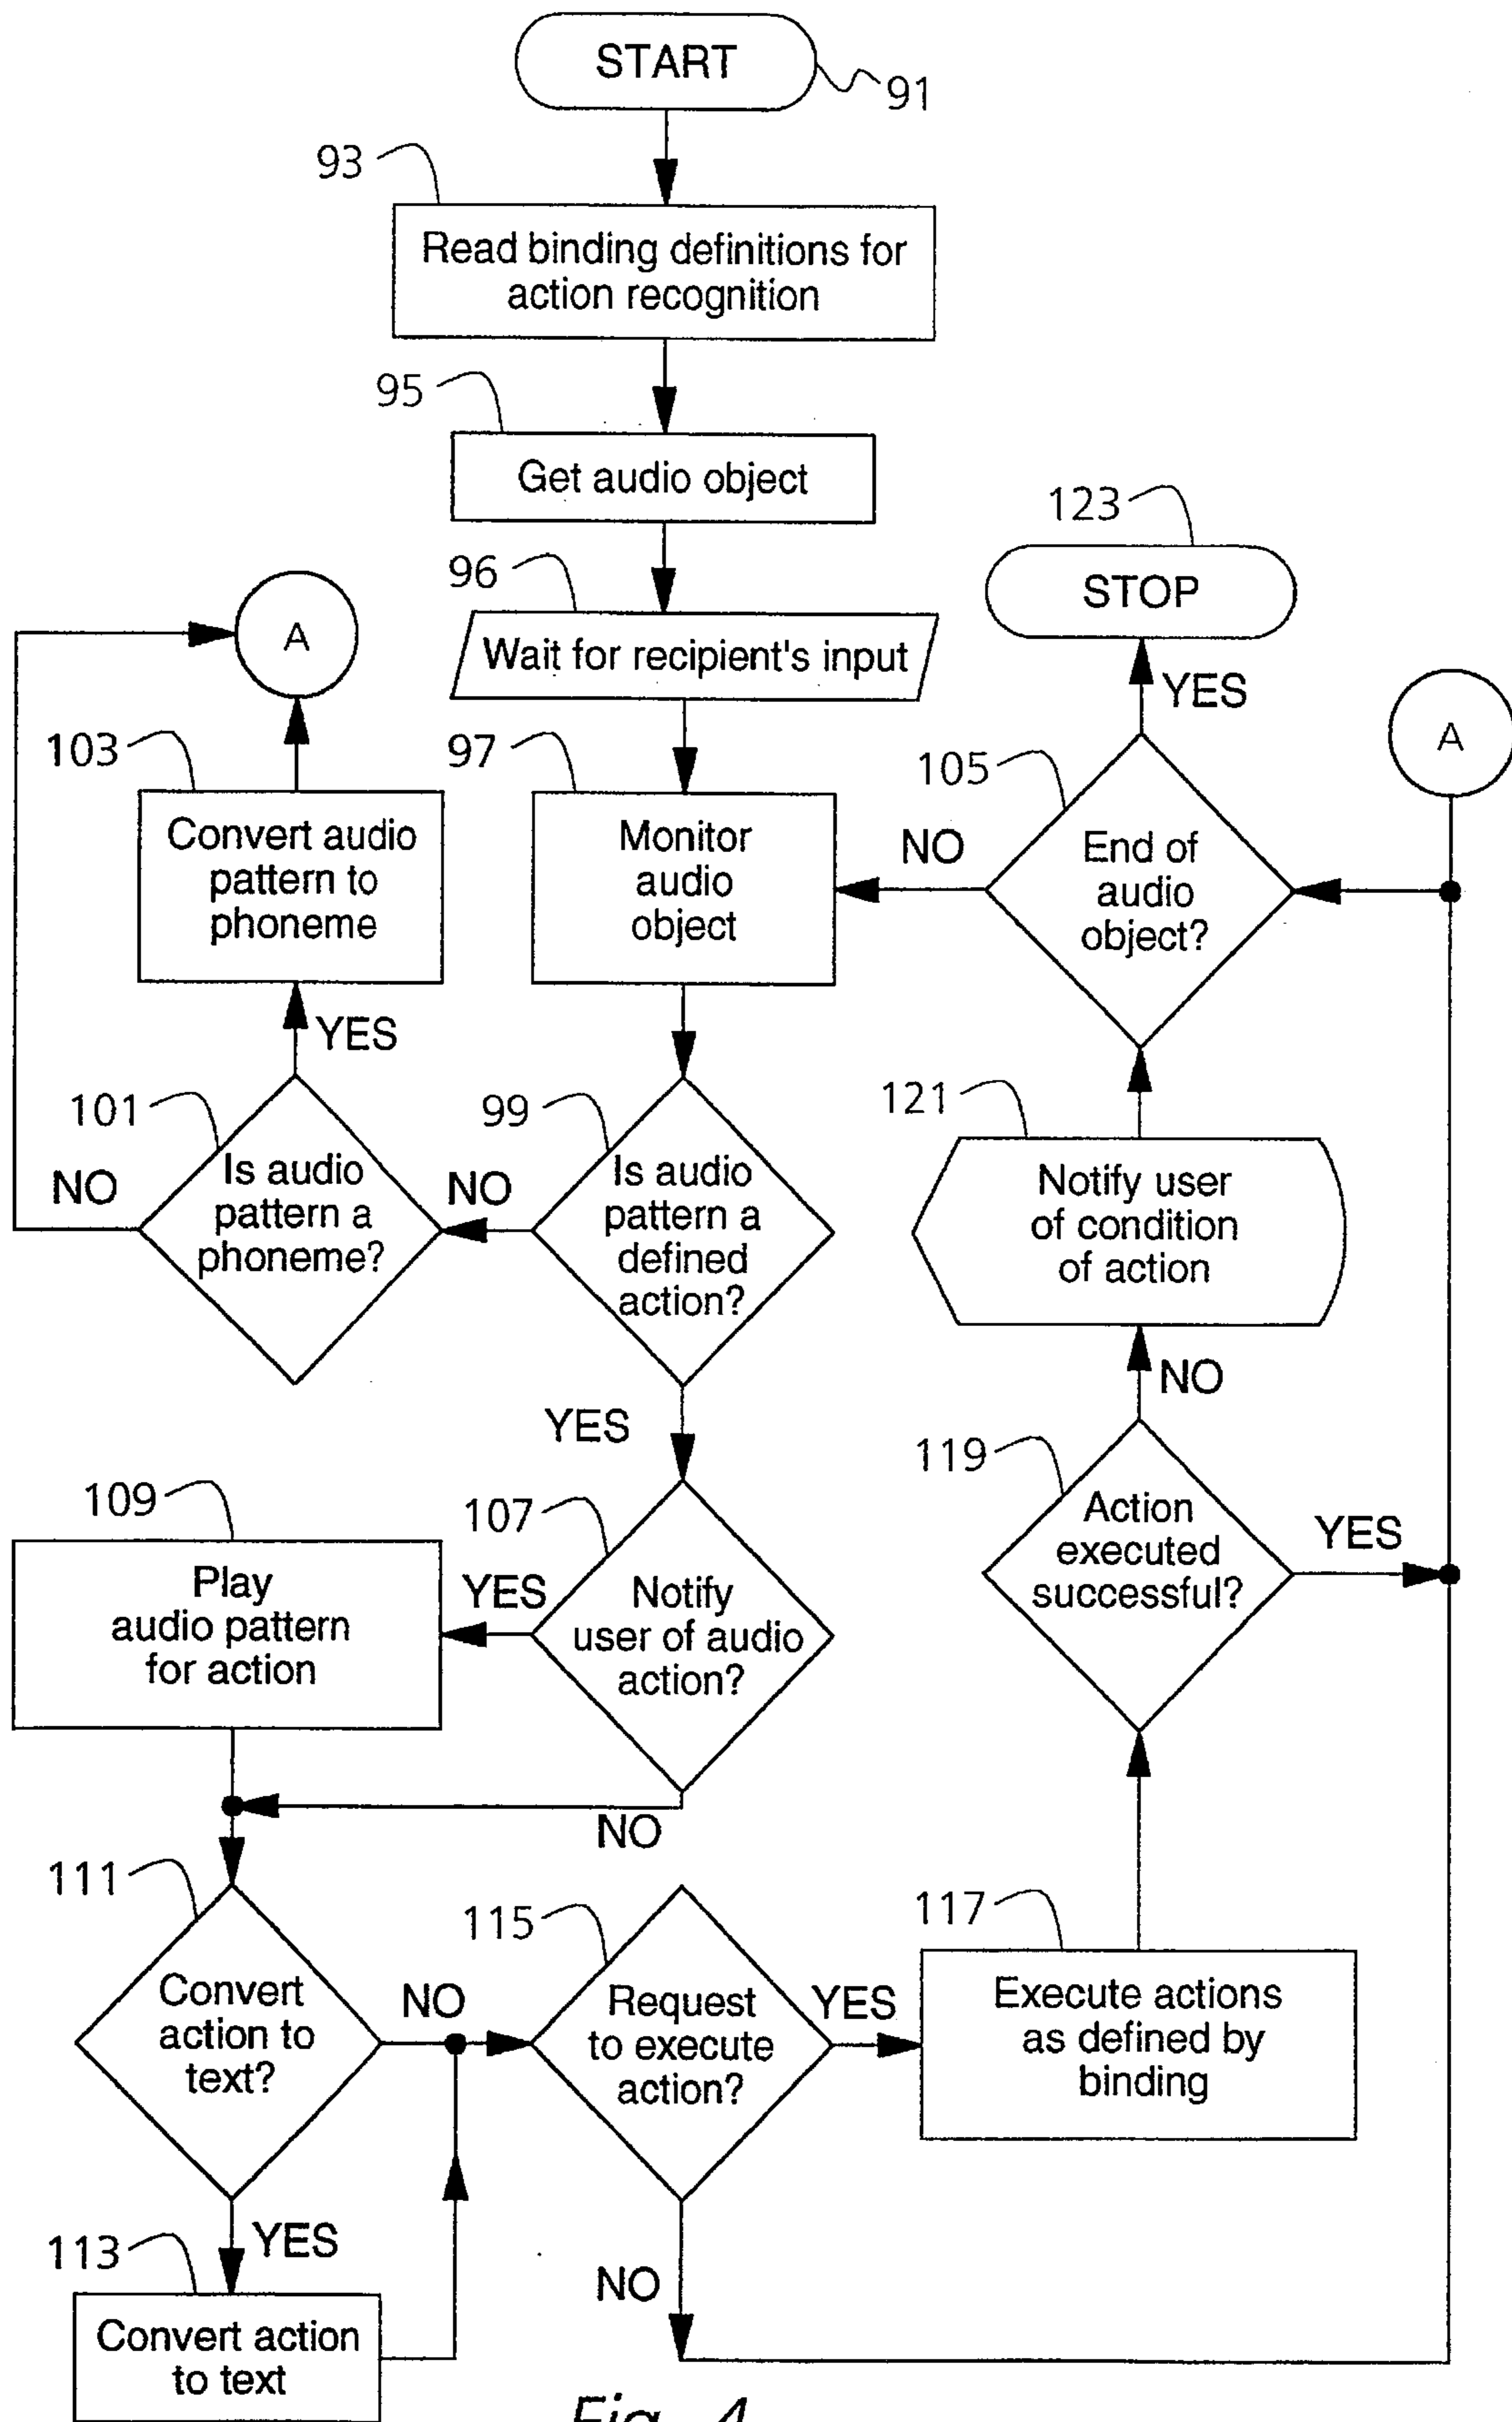 START
91
93
Read binding definitions for
action recognition
95
Get audio object
123
STOP
96
Wait for recipient's input
A
YES
A
103
97
105
Convert audio
pattern to
phoneme
Monitor
audio
object
NO
End of
audio
object?
YES
101
99
121
NO
Is audio
pattern a
phoneme?
NO
Is audio
pattern a
defined
action?
Notify user
of condition
of action
NO
YES
119
109
107
Action
executed
successful?
YES
Play
audio pattern
for action
YES
Notify
user of audio
action?
NO
111
115
117
Convert
action to
text?
NO
Request
to execute
action?
YES
Execute actions
as defined by
binding
YES
113
NO
Convert action
to text
Fig. 4